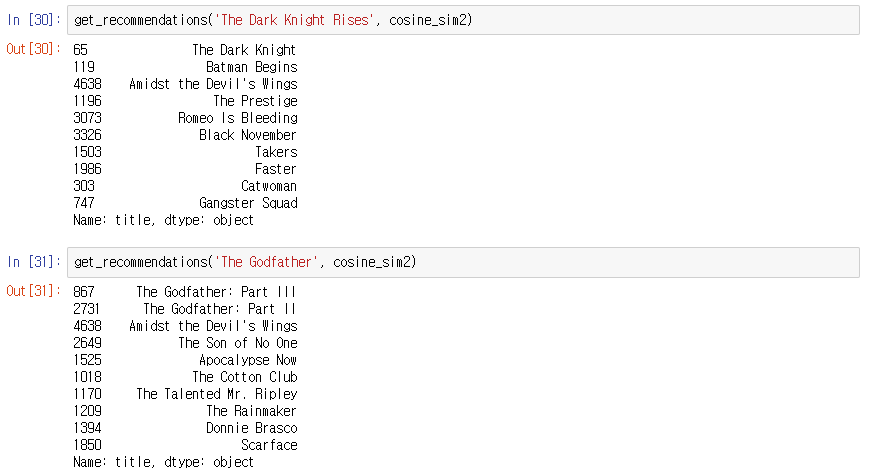 In [30]: get_recommendations('The Dark Knight Rises', cosine_sim2)
Out[30]: 65 The Dark Knight
119 Batman Begins
4638 Amidst the Devil's Wings
1196 The Prestige
3073 Romeo Is Bleeding
3326 Black November
1503 Takers
1986 Faster
303 Catwoman
747 Gangster Squad
Name: title, dtype: object
In [31]: get_recommendations('The Godfather', cosine_sim2)
Out[31]: 867 The Godfather: Part III
2731 The Godfather: Part II
4638 Amidst the Devil's Wings
2649 The Son of No One
1525 Apocalypse Now
1018 The Cotton Club
1170 The Talented Mr. Ripley
1209 The Rainmaker
1394 Donnie Brasco
1850 Scarface
Name: title, dtype: object